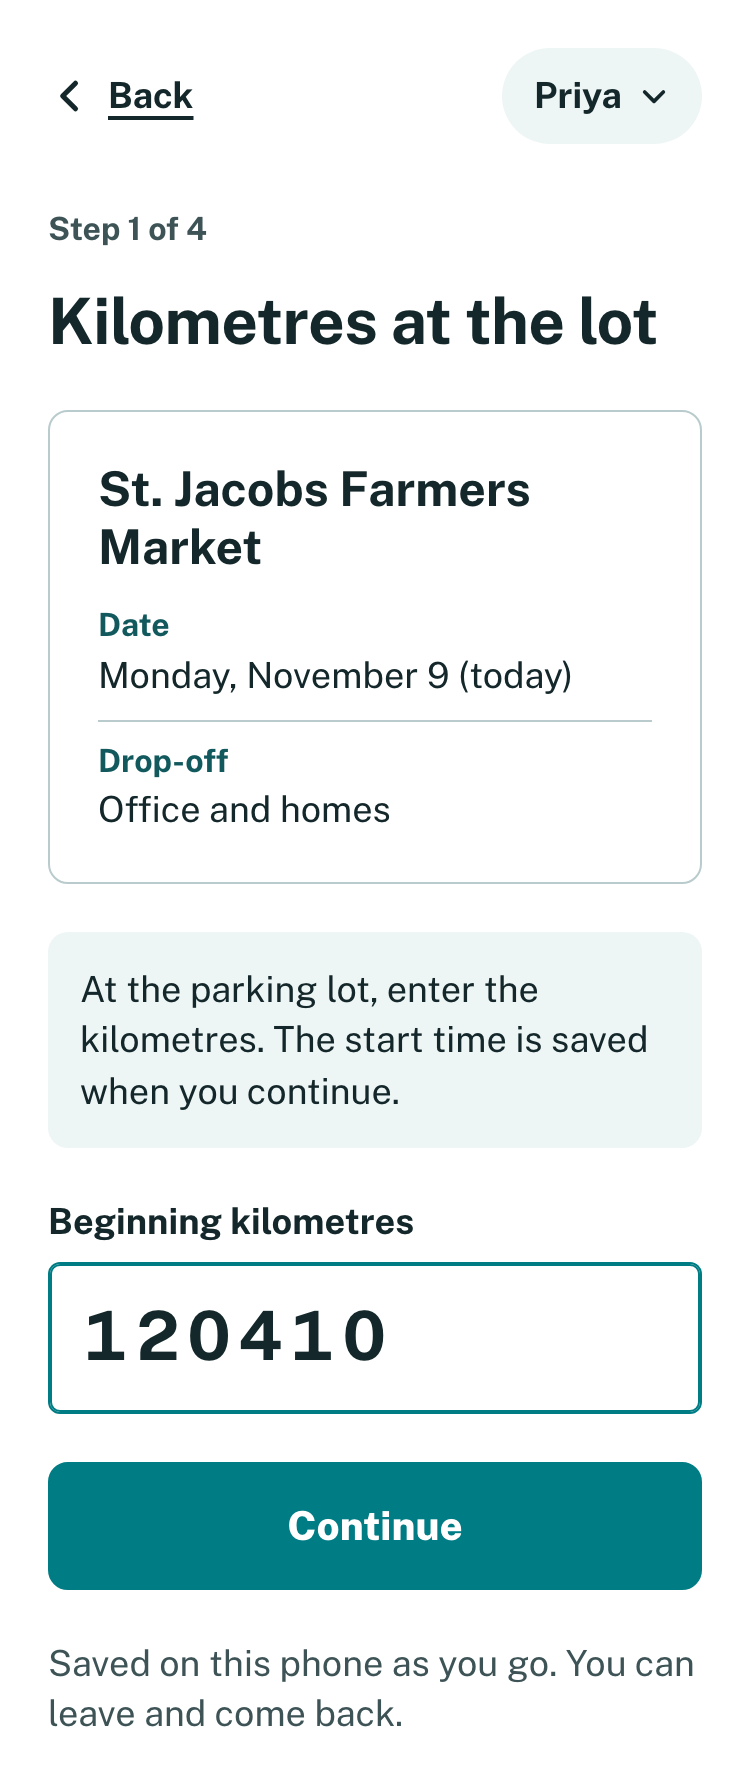 Back
Priya
Step 1 of 4
Kilometres at the lot
St. Jacobs Farmers
Market
Date
Monday, November 9 (today)
Drop-off
Office and homes
At the parking lot, enter the
kilometres. The start time is saved
when you continue.
Beginning kilometres
120410
Continue
Saved on this phone as you go. You can
leave and come back.